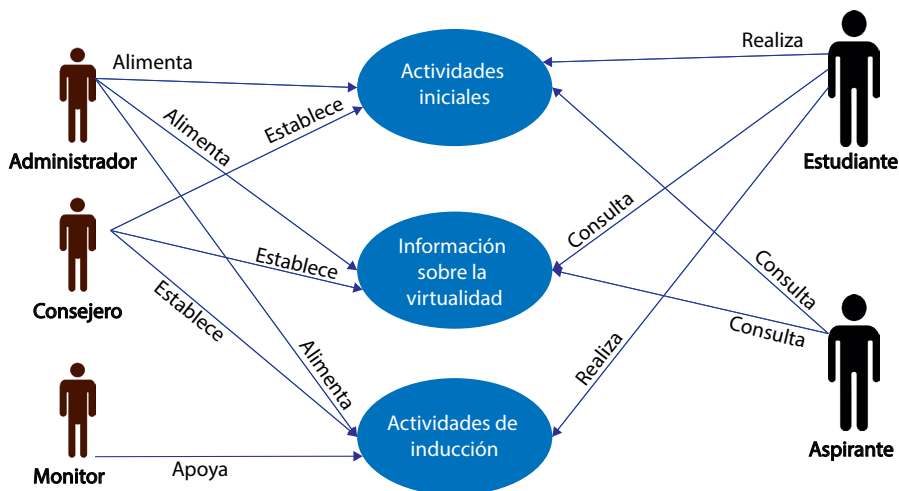 Alimenta
Administrador
Alimenta
Establece
Actividades
iniciales
Realiza
Estudiante
Consejero
Establece
Establece
Información
sobre la
virtualidad
Consulta
Consulta
Consulta
Aspirante
Monitor
Apoya
Alimenta
Actividades de
inducción
Realiza